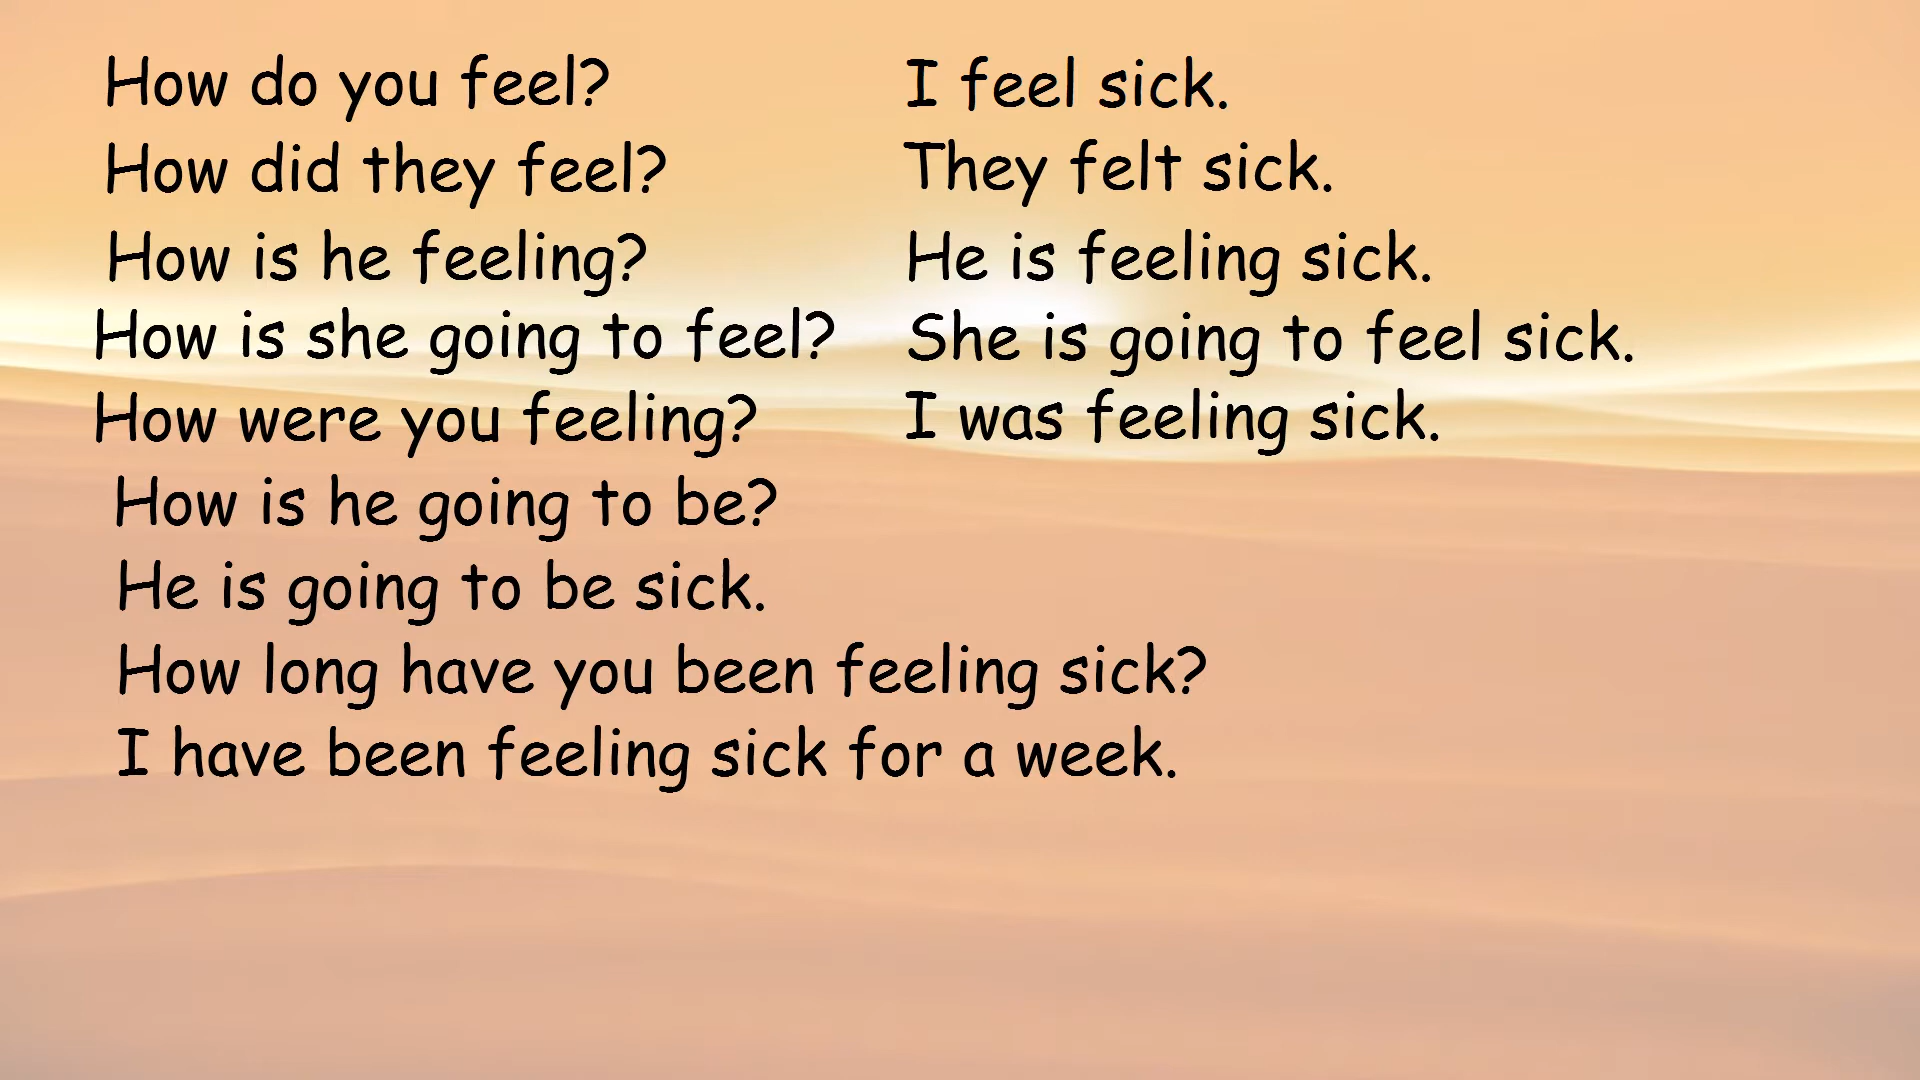 How do you feel? I feel sick.
How did they feel? They felt sick.
How is he feeling? He is feeling sick.
How is she going to feel? She is going to feel sick.
How were you feeling? I was feeling sick.
How is he going to be?
He is going to be sick.
How long have you been feeling sick?
I have been feeling sick for a week.